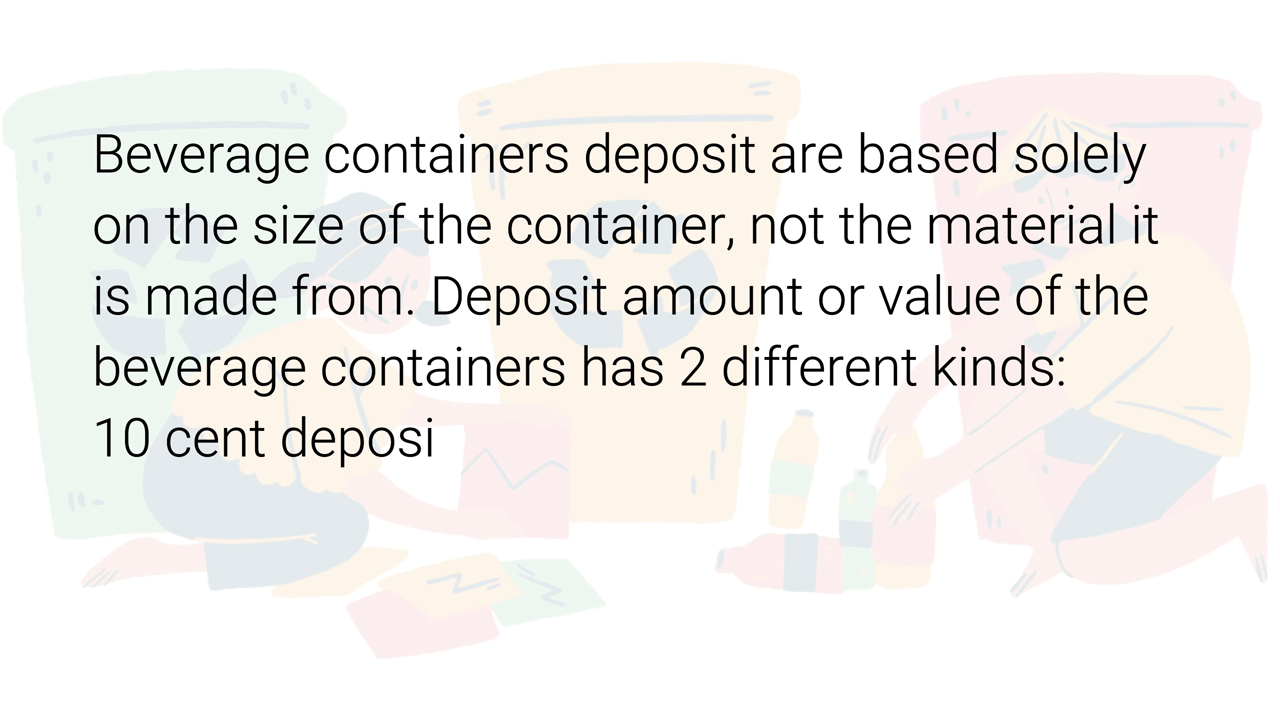 Beverage containers deposit are based solely
on the size of the container, not the material it
is made from. Deposit amount or value of the
beverage containers has 2 different kinds:
10 cent deposi